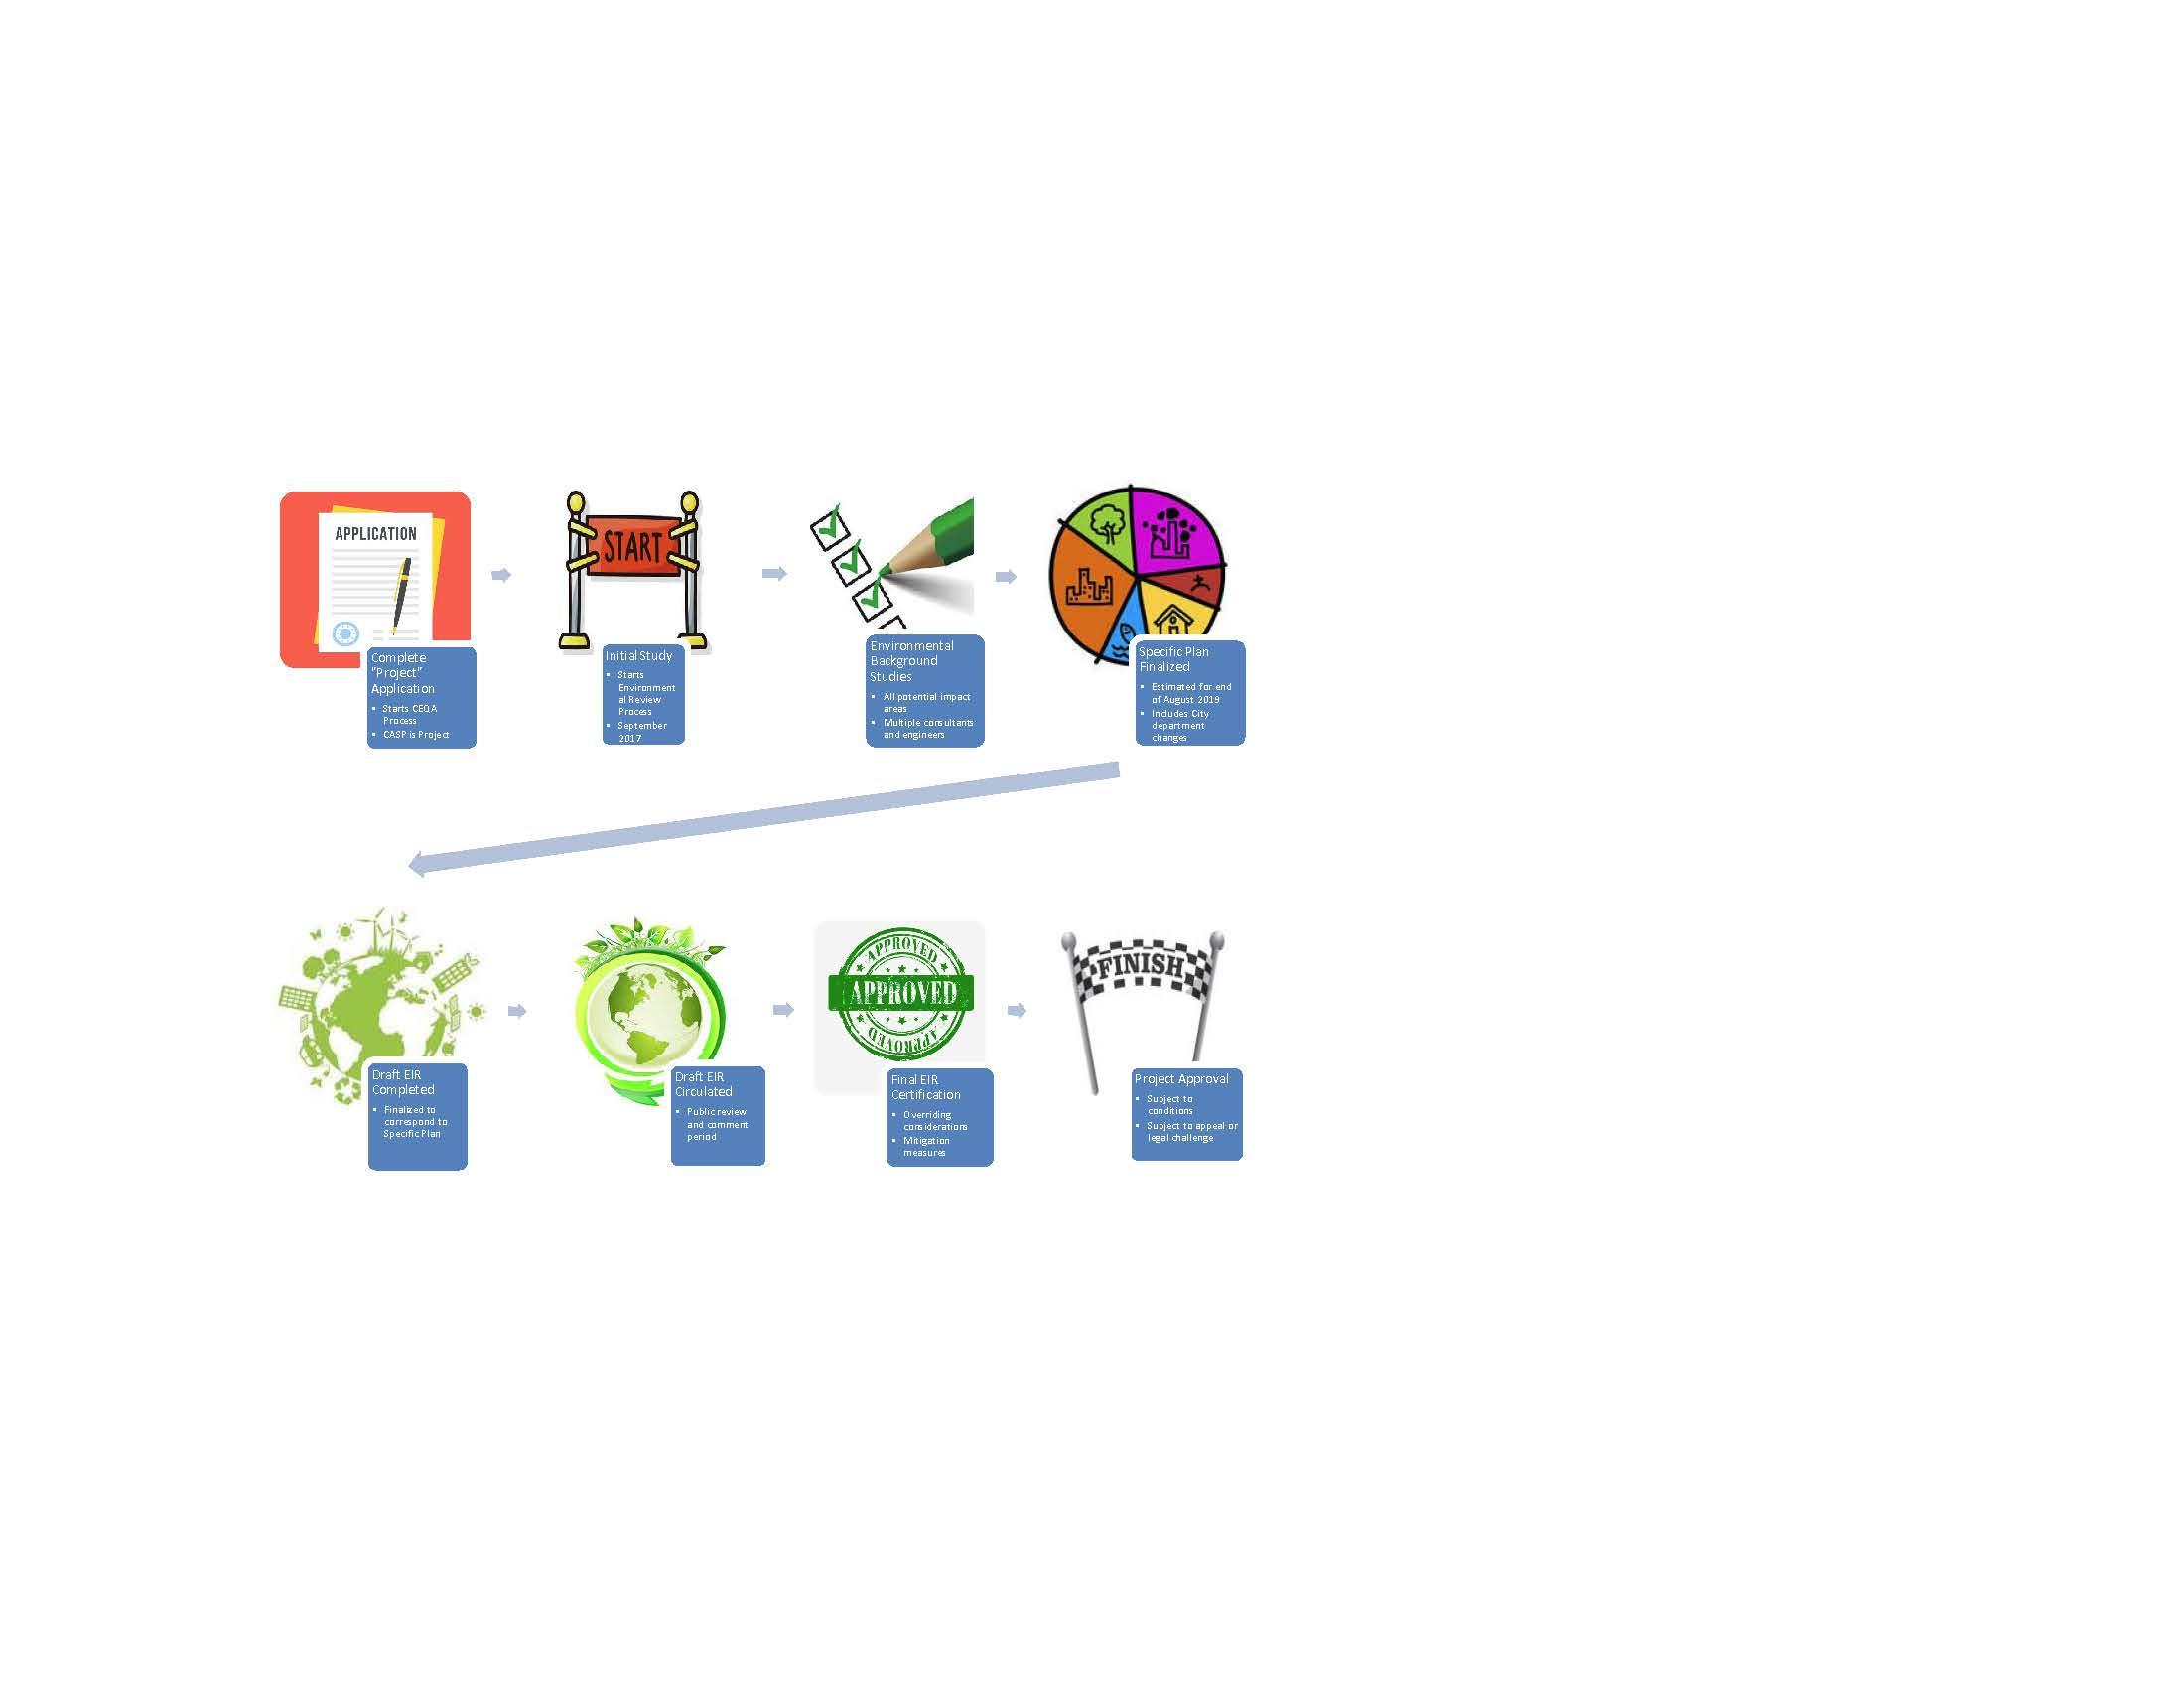 APPLICATION
Complete
"Project"
Application
▪ Starts CEQA
Process
▪ CASP is Project
START
Initial Study
▪ Starts
Environment
al Review
Process
▪ September
2017
Environmental
Background
Studies
▪ All potential impact
areas
▪ Multiple consultants
and engineers
Specific Plan
Finalized
▪ Estimated for end
of August 2019
▪ Includes City
department
changes
Draft EIR
Completed
▪ Finalized to
correspond to
Specific Plan
Draft EIR
Circulated
▪ Public review
and comment
period
APPROVED
APPROVED
APPROVED
Final EIR
Certification
▪ Overriding
considerations
▪ Mitigation
measures
FINISH
Project Approval
▪ Subject to
conditions
▪ Subject to appeal or
legal challenge